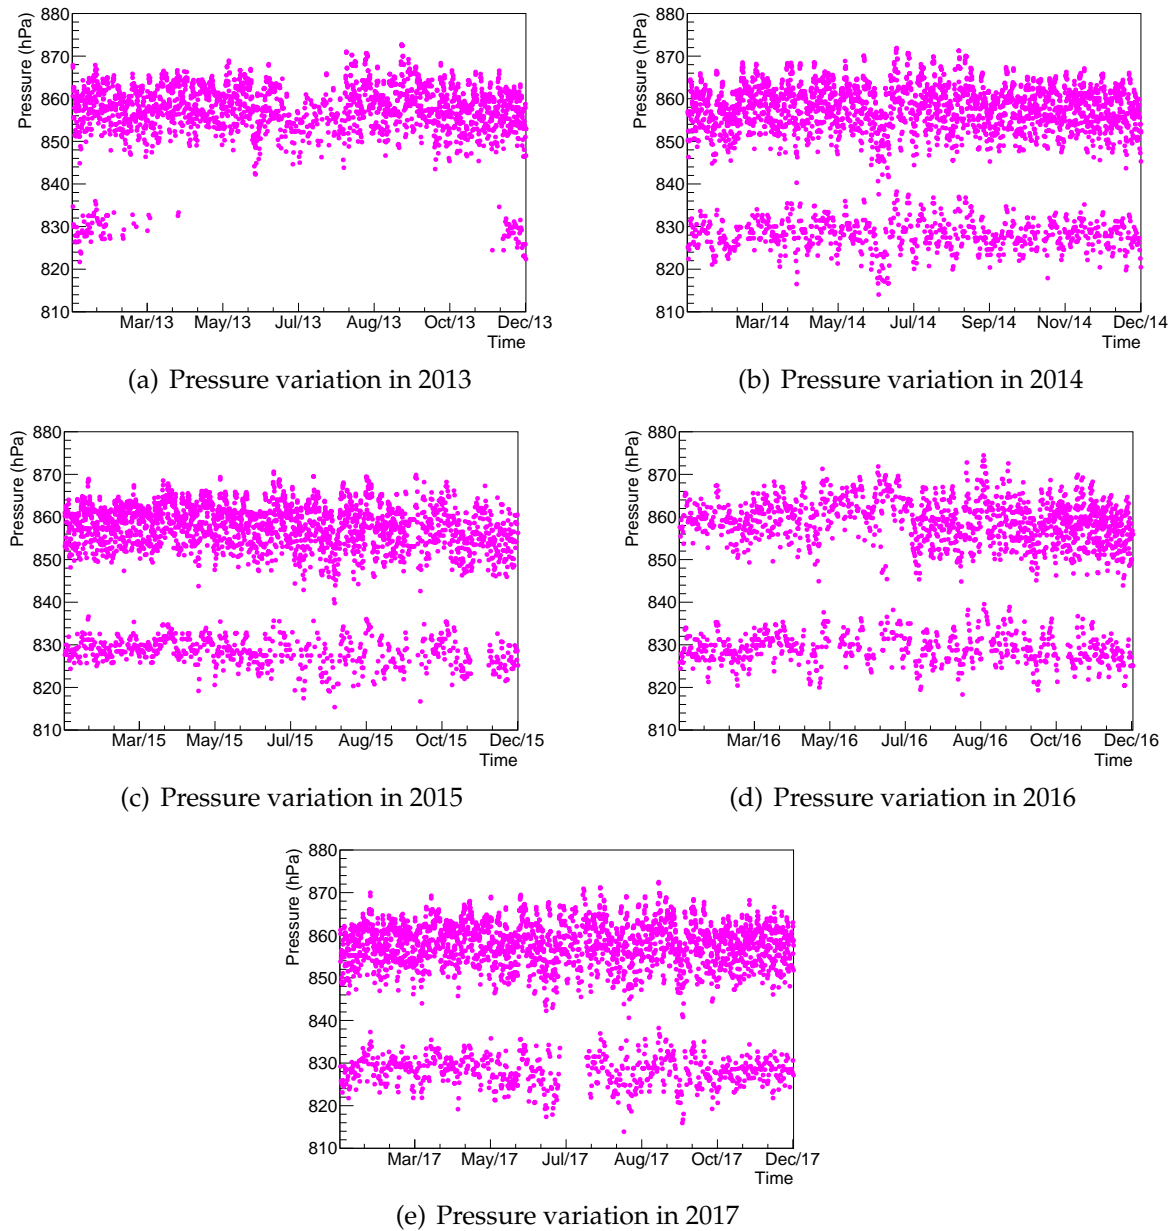 880
870
860
850
840
830
820
810
Pressure (hPa)
Mar/13 May/13 Jul/13 Aug/13 Oct/13 Dec/13
Time
(a) Pressure variation in 2013
880
870
860
850
840
830
820
810
Pressure (hPa)
Mar/14 May/14 Jul/14 Sep/14 Nov/14 Dec/14
Time
(b) Pressure variation in 2014
880
870
860
850
840
830
820
810
Pressure (hPa)
Mar/15 May/15 Jul/15 Aug/15 Oct/15 Dec/15
Time
(c) Pressure variation in 2015
880
870
860
850
840
830
820
810
Pressure (hPa)
Mar/16 May/16 Jul/16 Aug/16 Oct/16 Dec/16
Time
(d) Pressure variation in 2016
880
870
860
850
840
830
820
810
Pressure (hPa)
Mar/17 May/17 Jul/17 Aug/17 Oct/17 Dec/17
Time
(e) Pressure variation in 2017